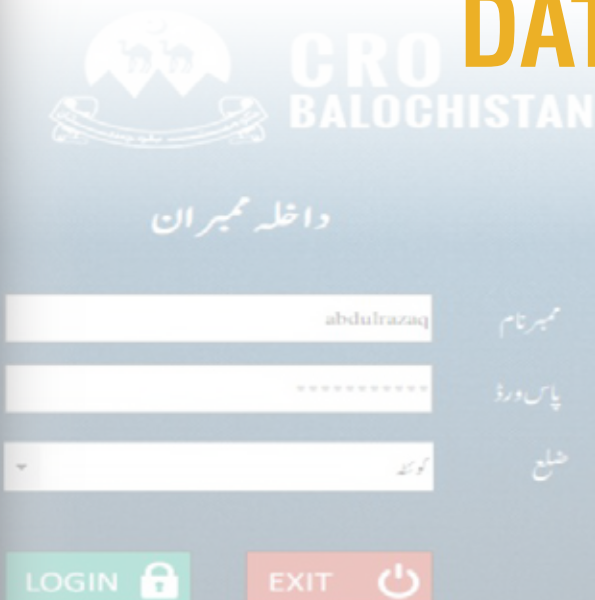 DAT
CRO
BALOCHISTAN
داخلہ ممبران
ممبر نام
abdulrazaq
پاس ورڈ
***********
ضلع
کوئٹہ
LOGIN
EXIT